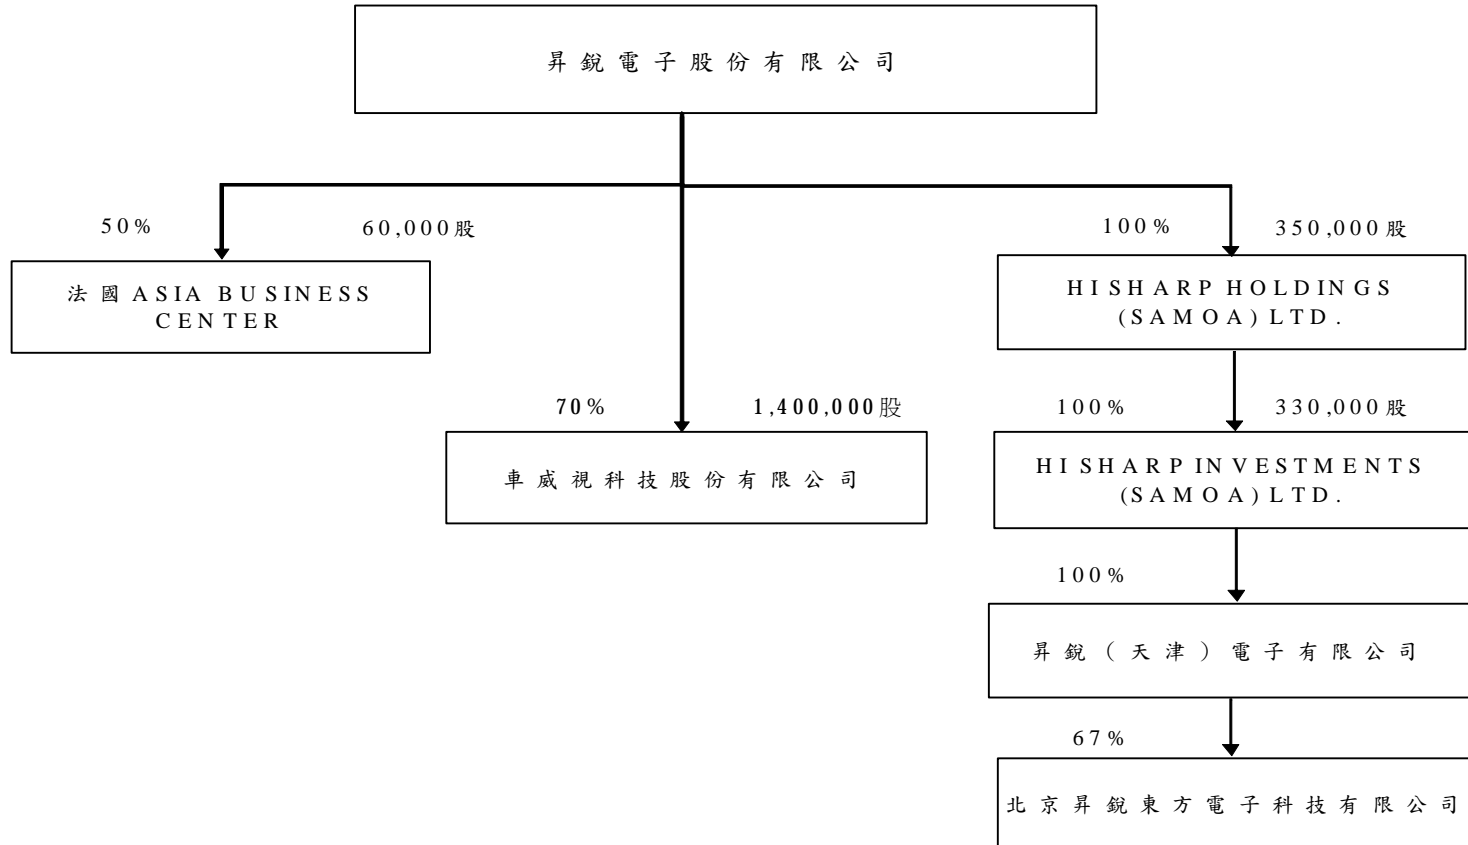 昇銳電子股份有限公司
50% 60,000股
100% 350,000股
法國ASIA BUSINESS
CENTER
HISHARP HOLDINGS
(SAMOA)LTD.
70% 1,400,000股
100% 330,000股
車威視科技股份有限公司
HISHARP INVESTMENTS
(SAMOA)LTD.
100%
昇銳(天津)電子有限公司
67%
北京昇銳東方電子科技有限公司